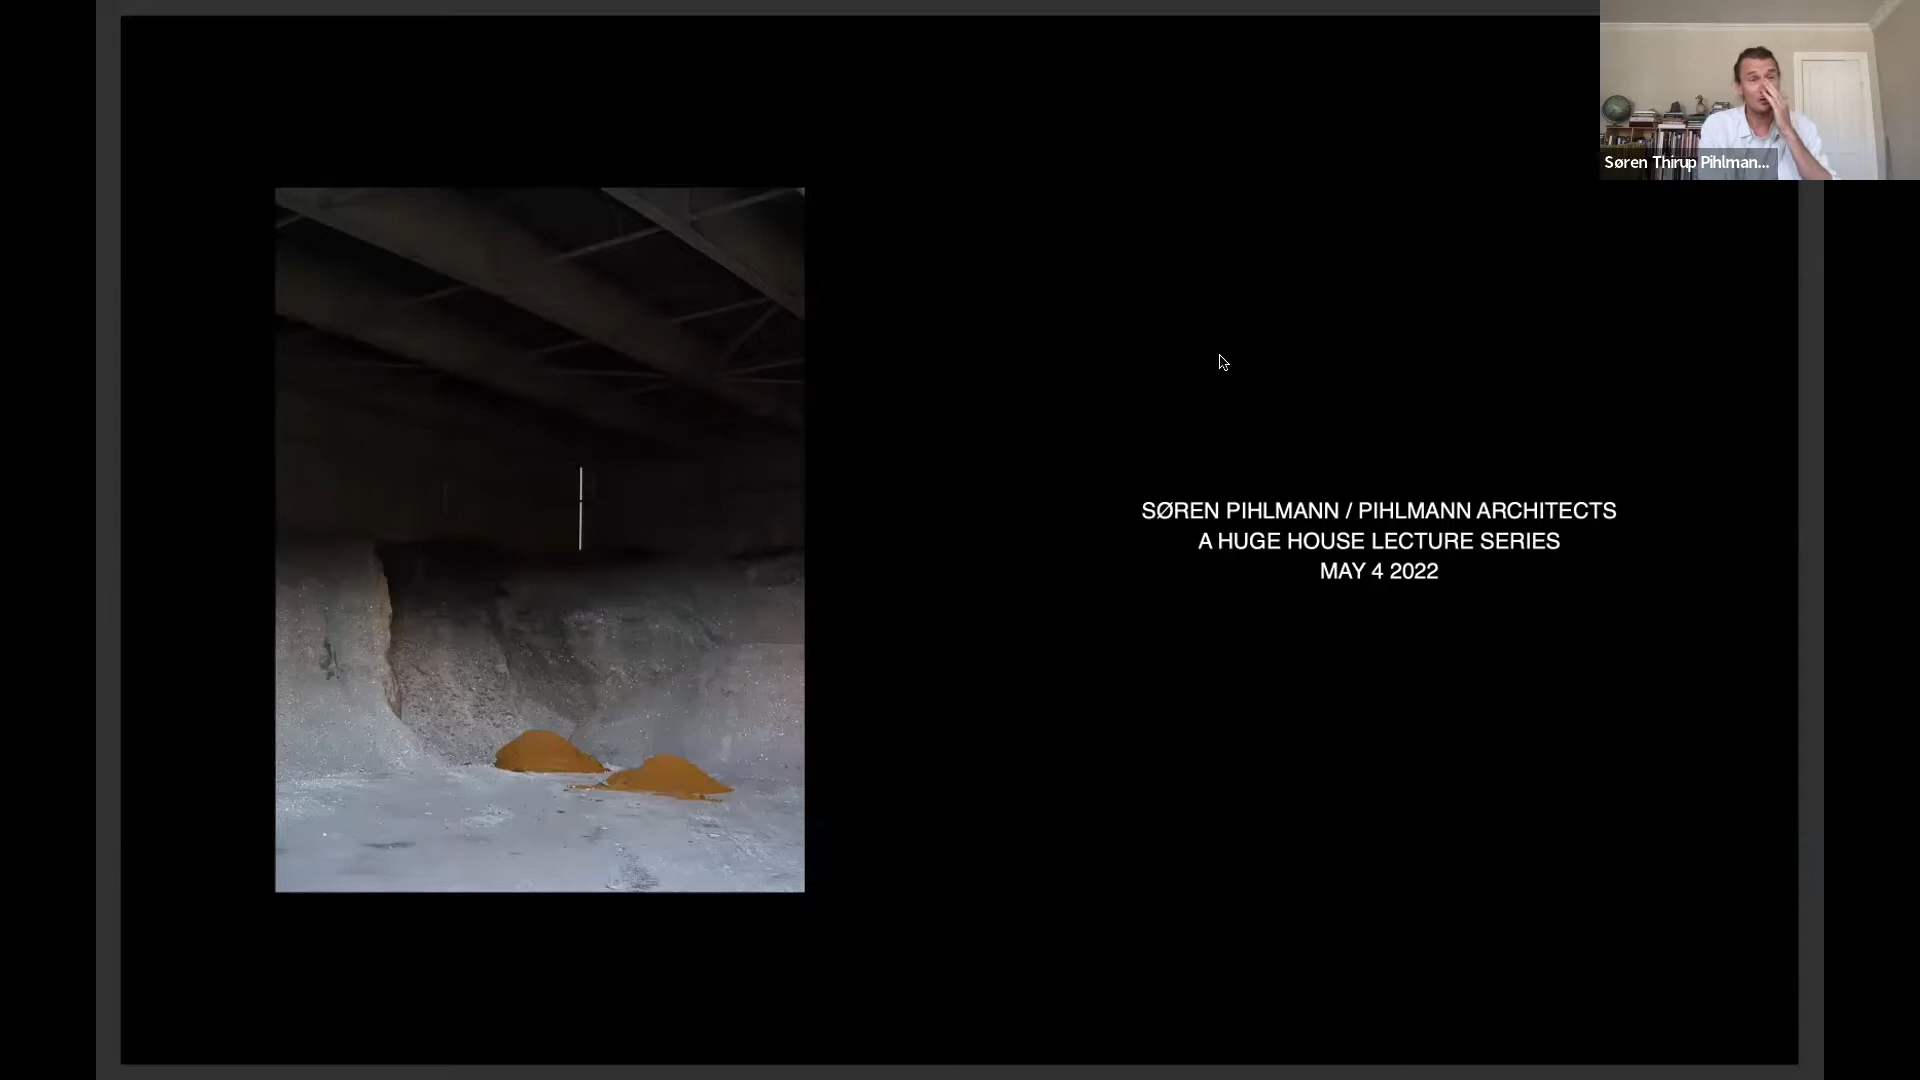 Søren Thirup Pihlman...
SØREN PIHLMANN / PIHLMANN ARCHITECTS
A HUGE HOUSE LECTURE SERIES
MAY 4 2022